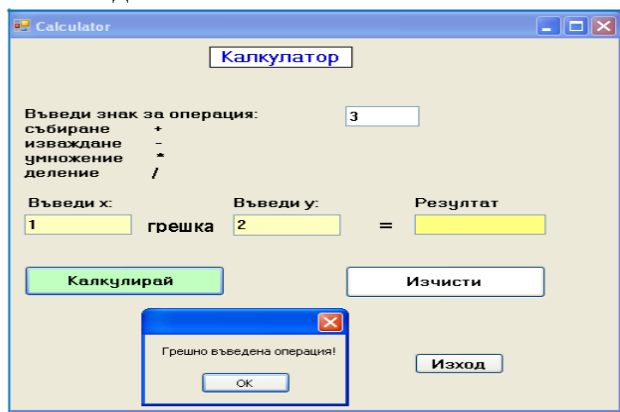 Calculator
Калкулатор
Въведи знак за операция: 3
събиране +
изваждане -
умножение *
деление /
Въведи x: Въведи y: Резултат
1 грешка 2 =
Калкулирай Изчисти
Грешно въведена операция!
OK
Изход